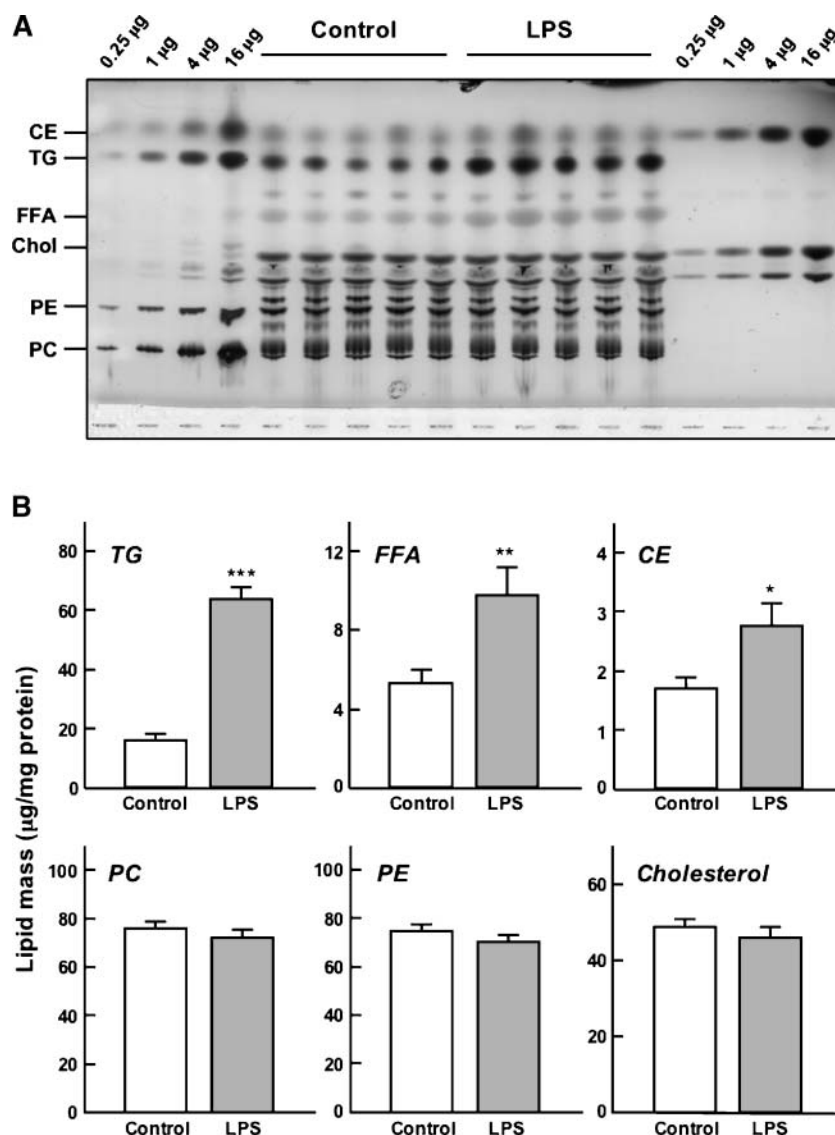 A
0.25 µg 1 µg 4 µg 16 µg Control LPS 0.25 µg 1 µg 4 µg 16 µg
CE
TG
FFA
Chol
PE
PC
B
Lipid mass (µg/mg protein)
80
60
40
20
0
TG
***
Control LPS
12
8
4
0
FFA
**
Control LPS
4
3
2
1
0
CE
*
Control LPS
100
80
60
40
20
0
PC
Control LPS
100
80
60
40
20
0
PE
Control LPS
60
40
20
0
Cholesterol
Control LPS